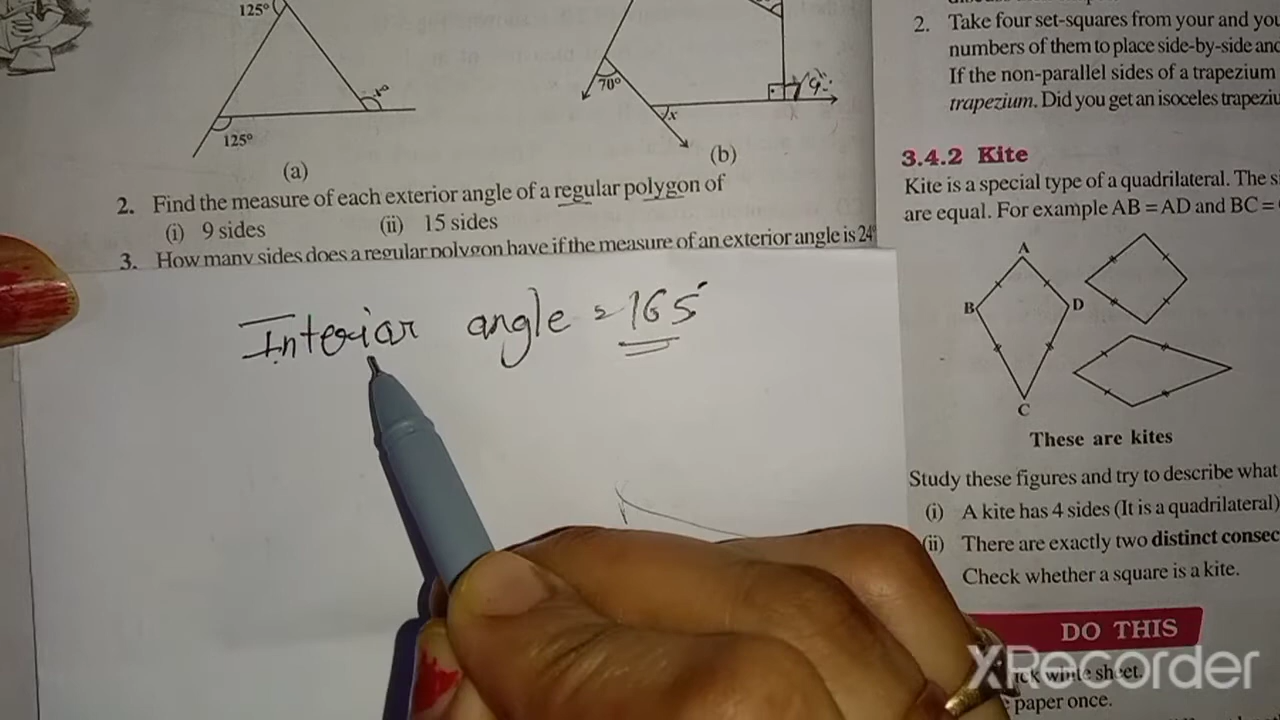 125°
x°
125°
(a)
70°
x
(b)
2. Find the measure of each exterior angle of a regular polygon of
(i) 9 sides (ii) 15 sides
3. How many sides does a regular polygon have if the measure of an exterior angle is 24°
Interiar angle = 165°
2. Take four set-squares from your and you
numbers of them to place side-by-side and
If the non-parallel sides of a trapezium
trapezium. Did you get an isoceles trapeziu
3.4.2 Kite
Kite is a special type of a quadrilateral. The s
are equal. For example AB = AD and BC =
A
B
D
C
These are kites
Study these figures and try to describe what
(i) A kite has 4 sides (It is a quadrilateral)
(ii) There are exactly two distinct consec
Check whether a square is a kite.
DO THIS
ick white sheet.
paper once.
XRecorder